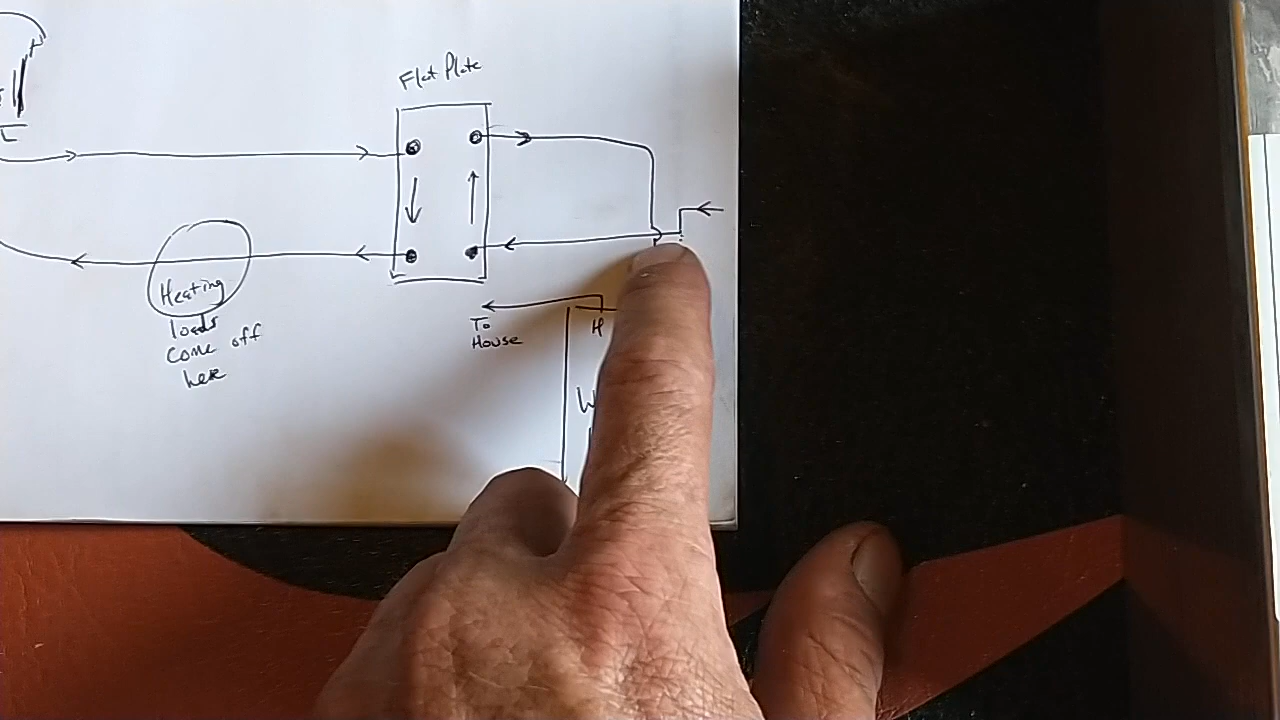 Flat Plate
Heating
loads
Come off
here
To
House
H
W